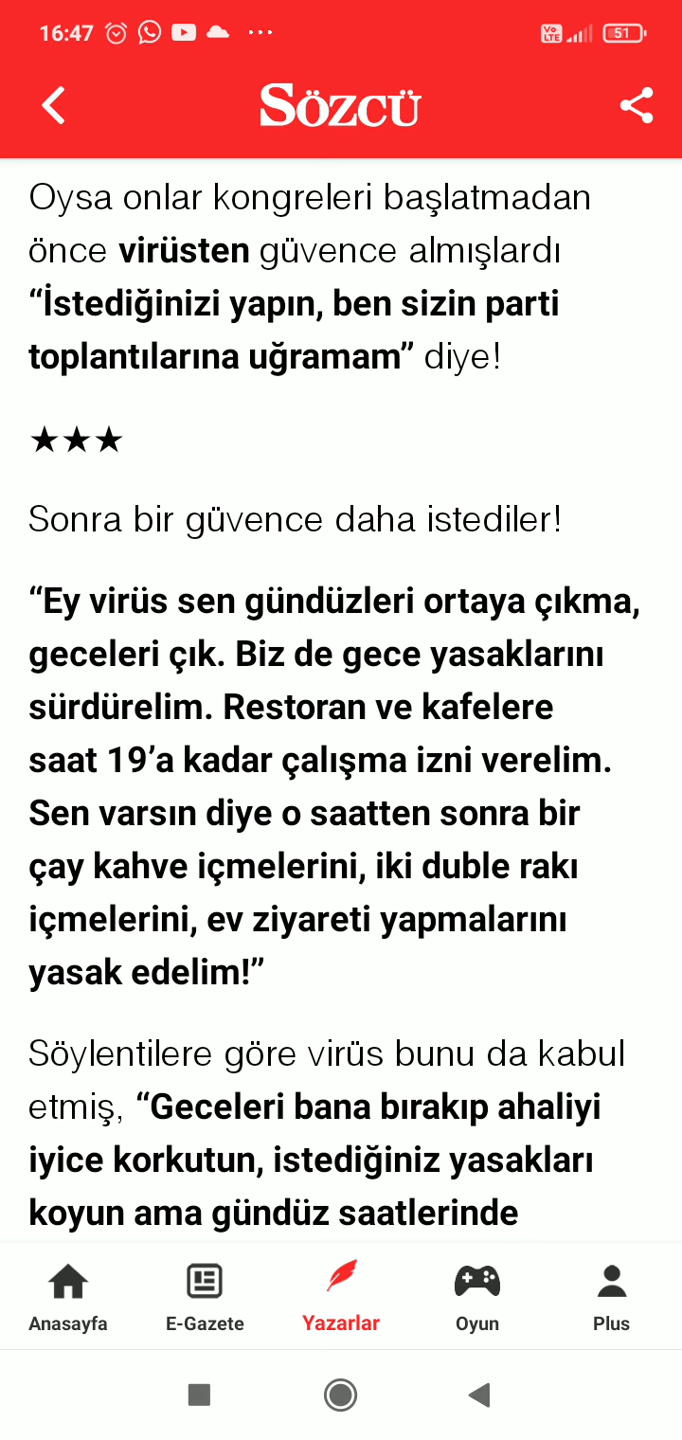 16:47 ··· Vo LTE 51
Sözcü
Oysa onlar kongreleri başlatmadan
önce virüsten güvence almışlardı
“İstediğinizi yapın, ben sizin parti
toplantılarına uğramam” diye!
★★★
Sonra bir güvence daha istediler!
“Ey virüs sen gündüzleri ortaya çıkma,
geceleri çık. Biz de gece yasaklarını
sürdürelim. Restoran ve kafelere
saat 19’a kadar çalışma izni verelim.
Sen varsın diye o saatten sonra bir
çay kahve içmelerini, iki duble rakı
içmelerini, ev ziyareti yapmalarını
yasak edelim!”
Söylentilere göre virüs bunu da kabul
etmiş, “Geceleri bana bırakıp ahaliyi
iyice korkutun, istediğiniz yasakları
koyun ama gündüz saatlerinde
Anasayfa E-Gazete Yazarlar Oyun Plus